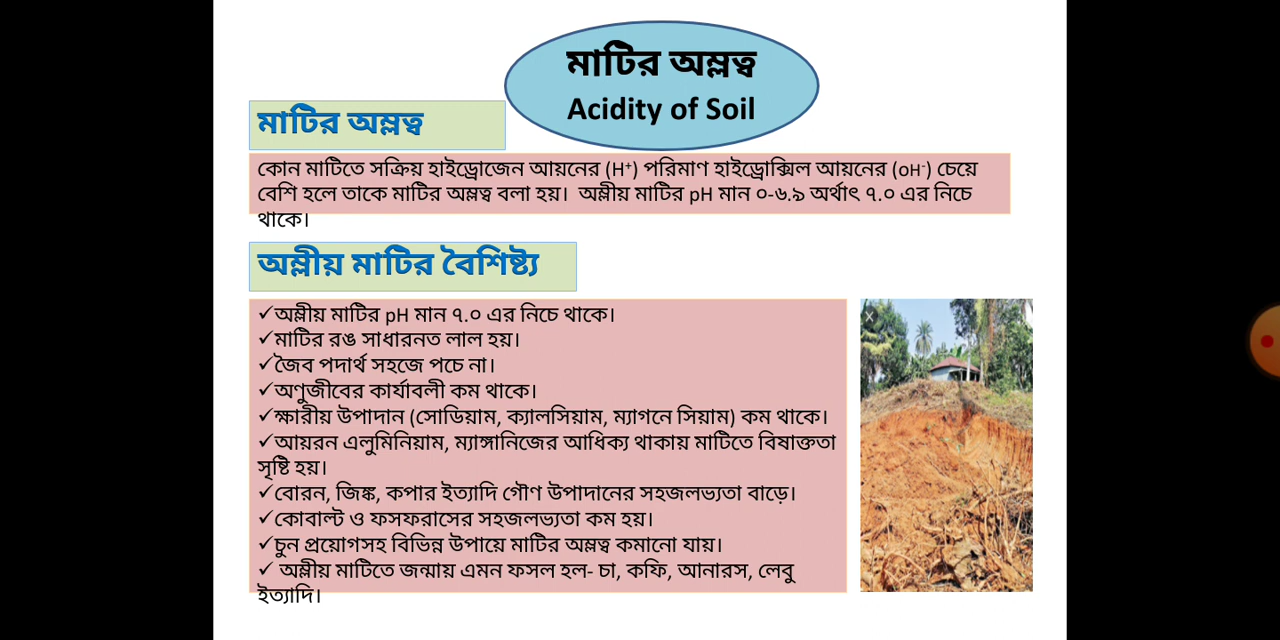 মাটির অম্লত্ব
Acidity of Soil
মাটির অম্লত্ব
কোন মাটিতে সক্রিয় হাইড্রোজেন আয়নের (H⁺) পরিমাণ হাইড্রোক্সিল আয়নের (oH⁻) চেয়ে
বেশি হলে তাকে মাটির অম্লত্ব বলা হয়। অম্লীয় মাটির pH মান ০-৬.৯ অর্থাৎ ৭.০ এর নিচে
থাকে।
অম্লীয় মাটির বৈশিষ্ট্য
✓অম্লীয় মাটির pH মান ৭.০ এর নিচে থাকে।
✓মাটির রঙ সাধারনত লাল হয়।
✓জৈব পদার্থ সহজে পচে না।
✓অণুজীবের কার্যাবলী কম থাকে।
✓ক্ষারীয় উপাদান (সোডিয়াম, ক্যালসিয়াম, ম্যাগনে সিয়াম) কম থাকে।
✓আয়রন এলুমিনিয়াম, ম্যাঙ্গানিজের আধিক্য থাকায় মাটিতে বিষাক্ততা
সৃষ্টি হয়।
✓বোরন, জিঙ্ক, কপার ইত্যাদি গৌণ উপাদানের সহজলভ্যতা বাড়ে।
✓কোবাল্ট ও ফসফরাসের সহজলভ্যতা কম হয়।
✓চুন প্রয়োগসহ বিভিন্ন উপায়ে মাটির অম্লত্ব কমানো যায়।
✓ অম্লীয় মাটিতে জন্মায় এমন ফসল হল- চা, কফি, আনারস, লেবু
ইত্যাদি।
X